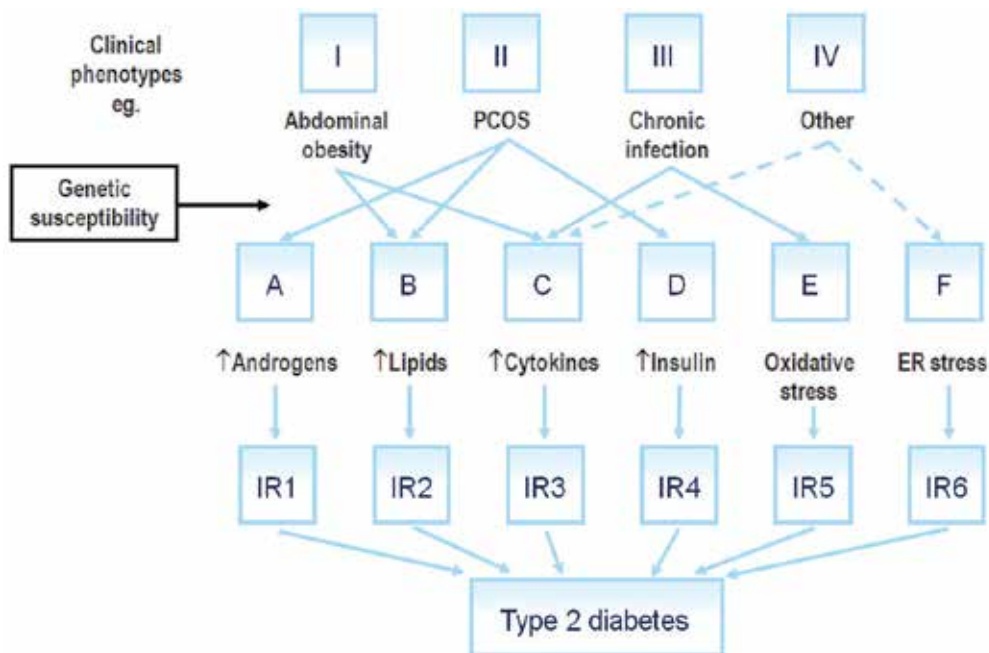 Clinical
phenotypes
eg.
I
II
III
IV
Abdominal
obesity
PCOS
Chronic
infection
Other
Genetic
susceptibility
A
B
C
D
E
F
↑Androgens
↑Lipids
↑Cytokines
↑Insulin
Oxidative
stress
ER stress
IR1
IR2
IR3
IR4
IR5
IR6
Type 2 diabetes